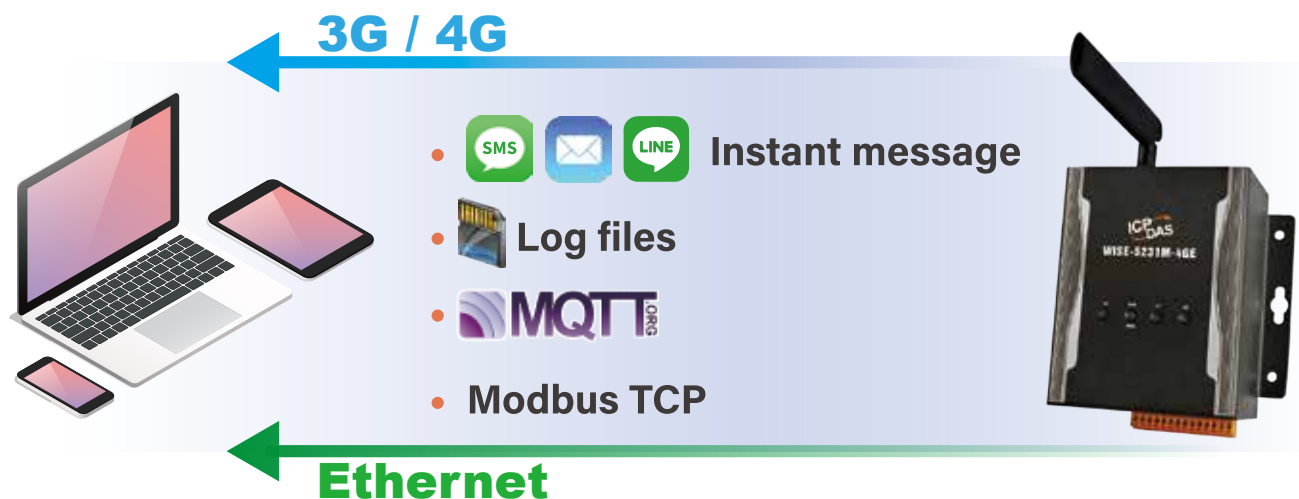 3G / 4G
SMS LINE Instant message
Log files
MQTT.ORG
Modbus TCP
Ethernet
ICP DAS
WISE-5231M-4GE